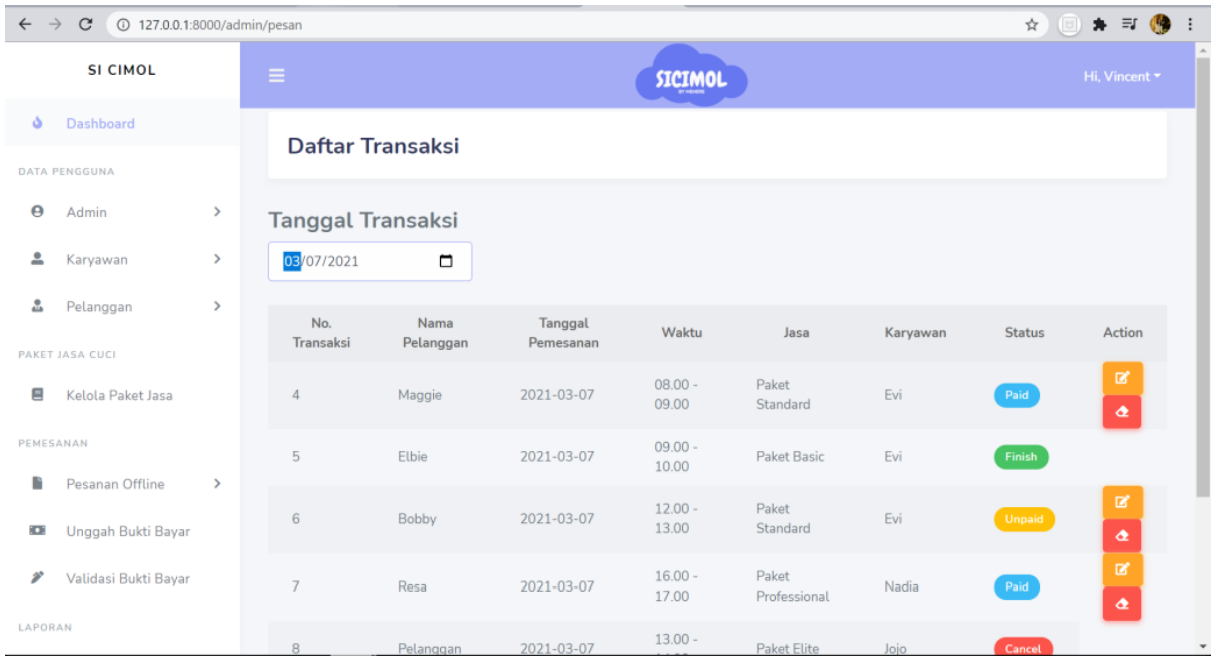 127.0.0.1:8000/admin/pesan
SI CIMOL
SICIMOL
Hi, Vincent
Dashboard
Daftar Transaksi
DATA PENGGUNA
Admin
Karyawan
Pelanggan
PAKET JASA CUCI
Kelola Paket Jasa
PEMESANAN
Pesanan Offline
Unggah Bukti Bayar
Validasi Bukti Bayar
LAPORAN
Tanggal Transaksi
03/07/2021
No. Transaksi Nama Pelanggan Tanggal Pemesanan Waktu Jasa Karyawan Status Action
4 Maggie 2021-03-07 08.00 - 09.00 Paket Standard Evi Paid
5 Elbie 2021-03-07 09.00 - 10.00 Paket Basic Evi Finish
6 Bobby 2021-03-07 12.00 - 13.00 Paket Standard Evi Unpaid
7 Resa 2021-03-07 16.00 - 17.00 Paket Professional Nadia Paid
8 Pelanggan 2021-03-07 13.00 - Paket Elite Jojo Cancel